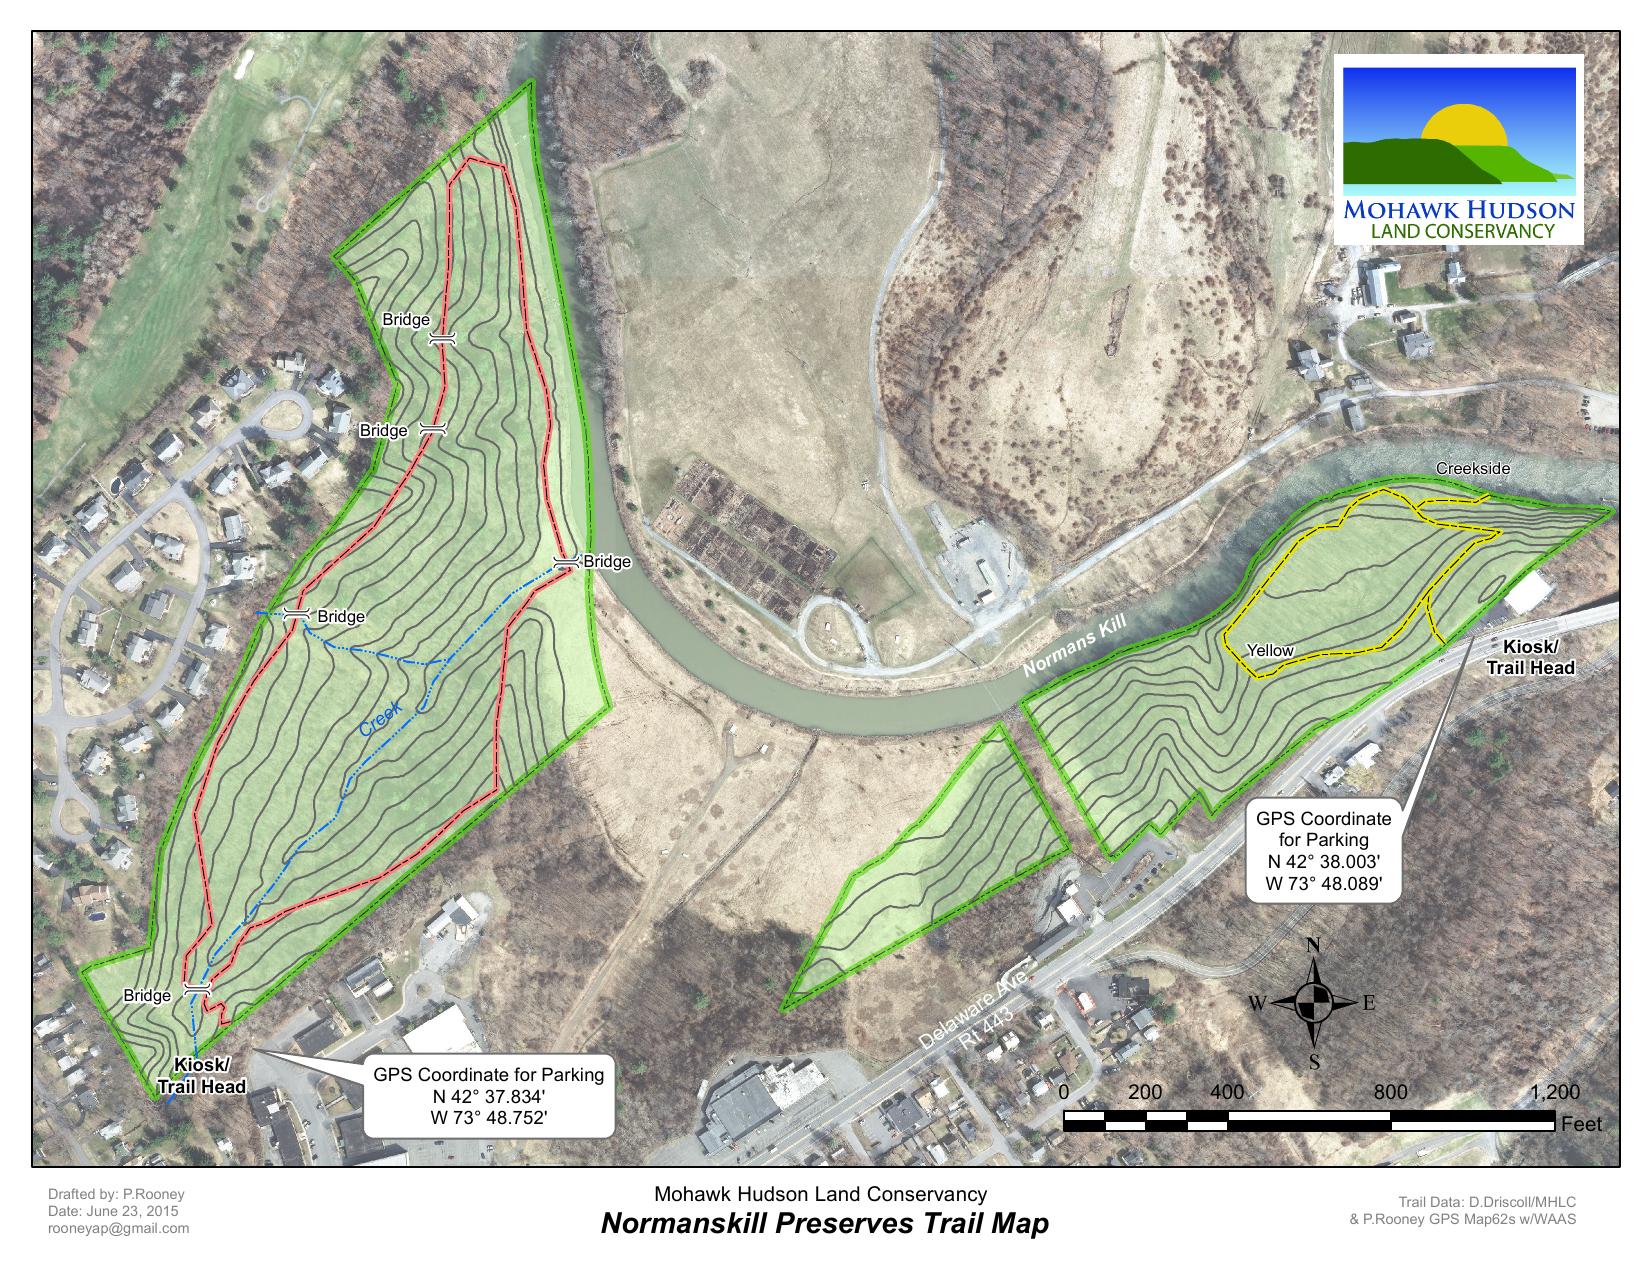 MOHAWK HUDSON
LAND CONSERVANCY
Bridge
Bridge
Creekside
Bridge
Bridge
Normans Kill
Yellow
Kiosk/
Trail Head
Creek
GPS Coordinate
for Parking
N 42° 38.003'
W 73° 48.089'
Bridge
Delaware Ave
Rt 443
N
W
E
S
Kiosk/
Trail Head
GPS Coordinate for Parking
N 42° 37.834'
W 73° 48.752'
0 200 400 800 1,200
Feet
Drafted by: P.Rooney
Date: June 23, 2015
rooneyap@gmail.com
Mohawk Hudson Land Conservancy
Normanskill Preserves Trail Map
Trail Data: D.Driscoll/MHLC
& P.Rooney GPS Map62s w/WAAS